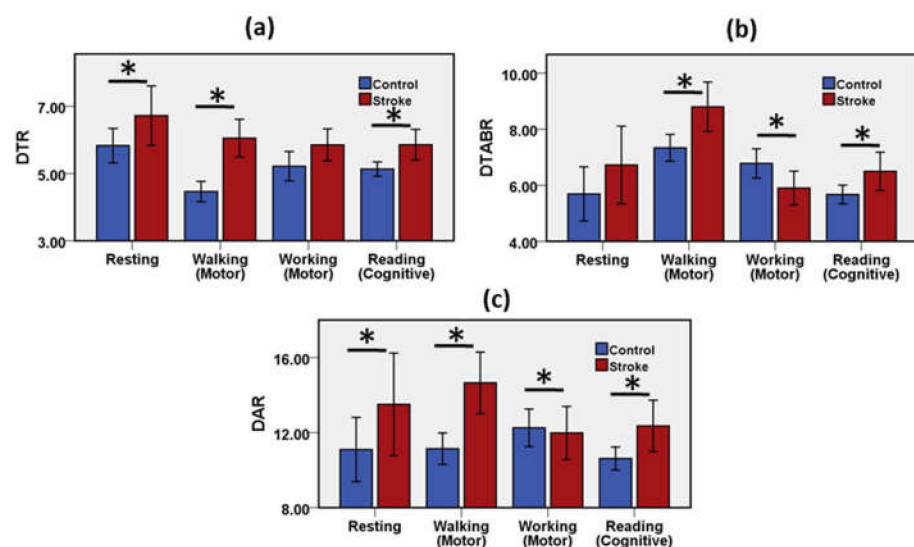 (a)
DTR
7.00
5.00
3.00
*
*
*
Control
Stroke
Resting
Walking
(Motor)
Working
(Motor)
Reading
(Cognitive)
(b)
DTABR
10.00
8.00
6.00
4.00
*
*
*
Control
Stroke
Resting
Walking
(Motor)
Working
(Motor)
Reading
(Cognitive)
(c)
DAR
16.00
12.00
8.00
*
*
*
*
Control
Stroke
Resting
Walking
(Motor)
Working
(Motor)
Reading
(Cognitive)